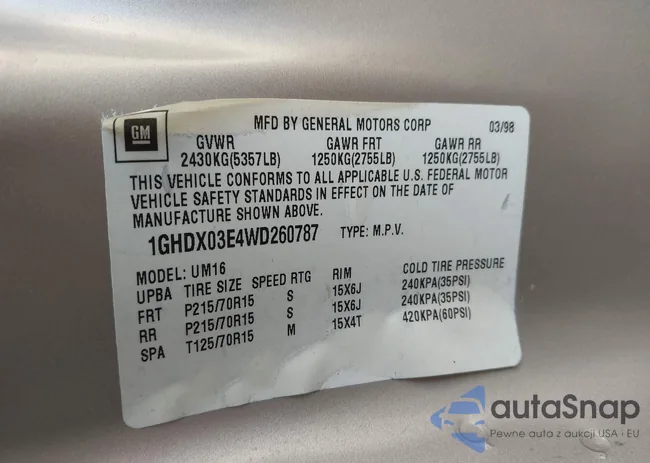 GM
MFD BY GENERAL MOTORS CORP 03/98
GVWR GAWR FRT GAWR RR
2430KG(5357LB) 1250KG(2755LB) 1250KG(2755LB)
THIS VEHICLE CONFORMS TO ALL APPLICABLE U.S. FEDERAL MOTOR
VEHICLE SAFETY STANDARDS IN EFFECT ON THE DATE OF
MANUFACTURE SHOWN ABOVE.
1GHDX03E4WD260787 TYPE: M.P.V.
MODEL: UM16
UPBA TIRE SIZE SPEED RTG RIM COLD TIRE PRESSURE
FRT P215/70R15 S 15X6J 240KPA(35PSI)
RR P215/70R15 S 15X6J 240KPA(35PSI)
SPA T125/70R15 M 15X4T 420KPA(60PSI)
autaSnap
Pewne auta z aukcji USA i EU